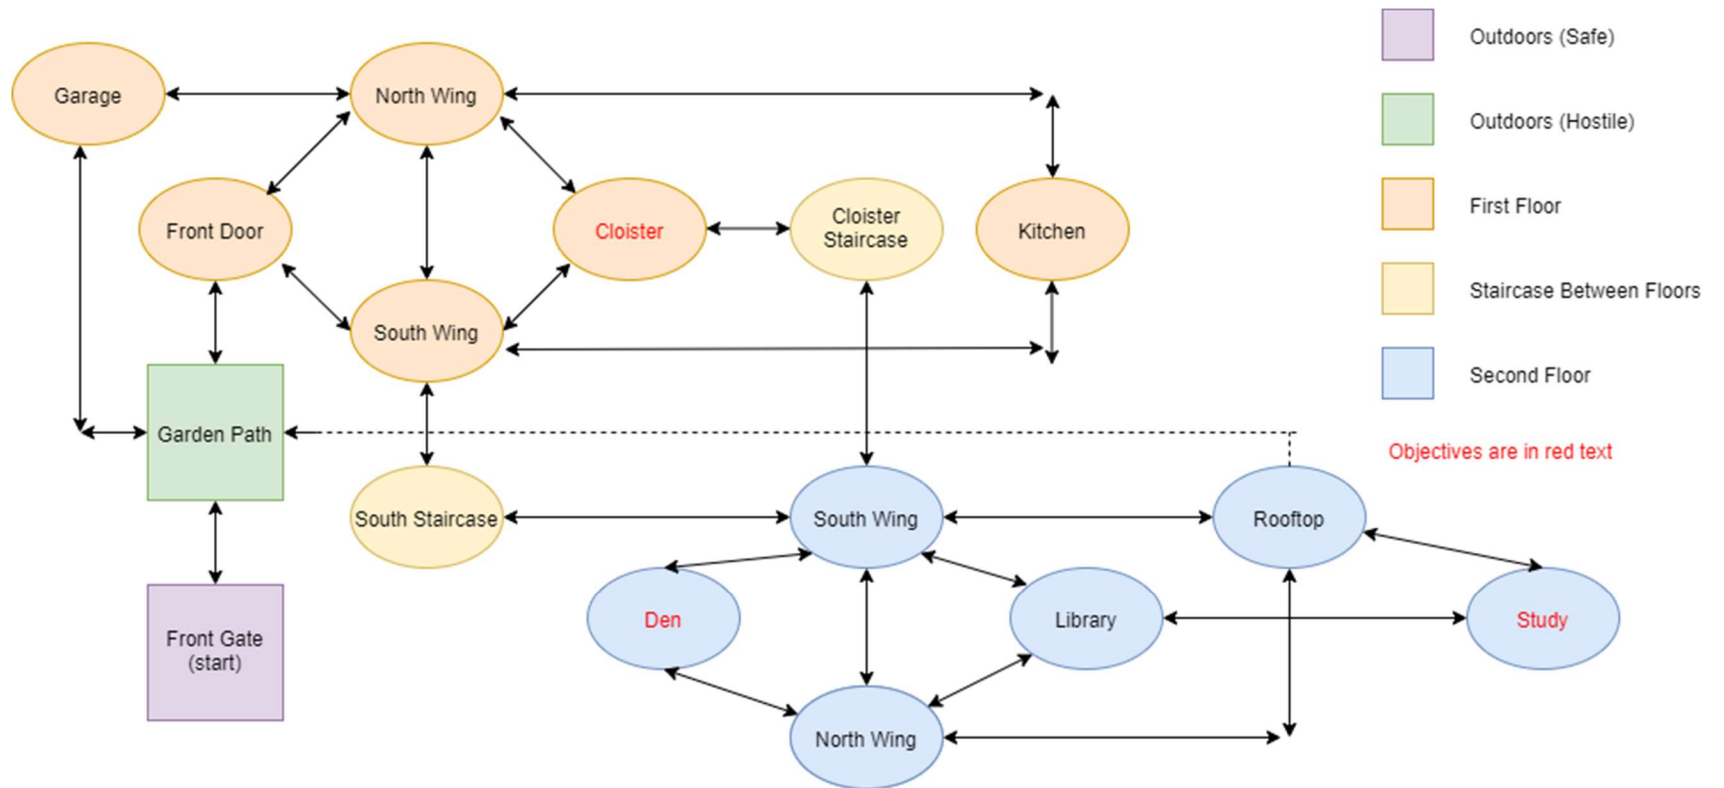 Garage
North Wing
Front Door
Cloister
Cloister
Staircase
Kitchen
South Wing
Garden Path
South Staircase
South Wing
Rooftop
Front Gate
(start)
Den
Library
Study
North Wing
Outdoors (Safe)
Outdoors (Hostile)
First Floor
Staircase Between Floors
Second Floor
Objectives are in red text